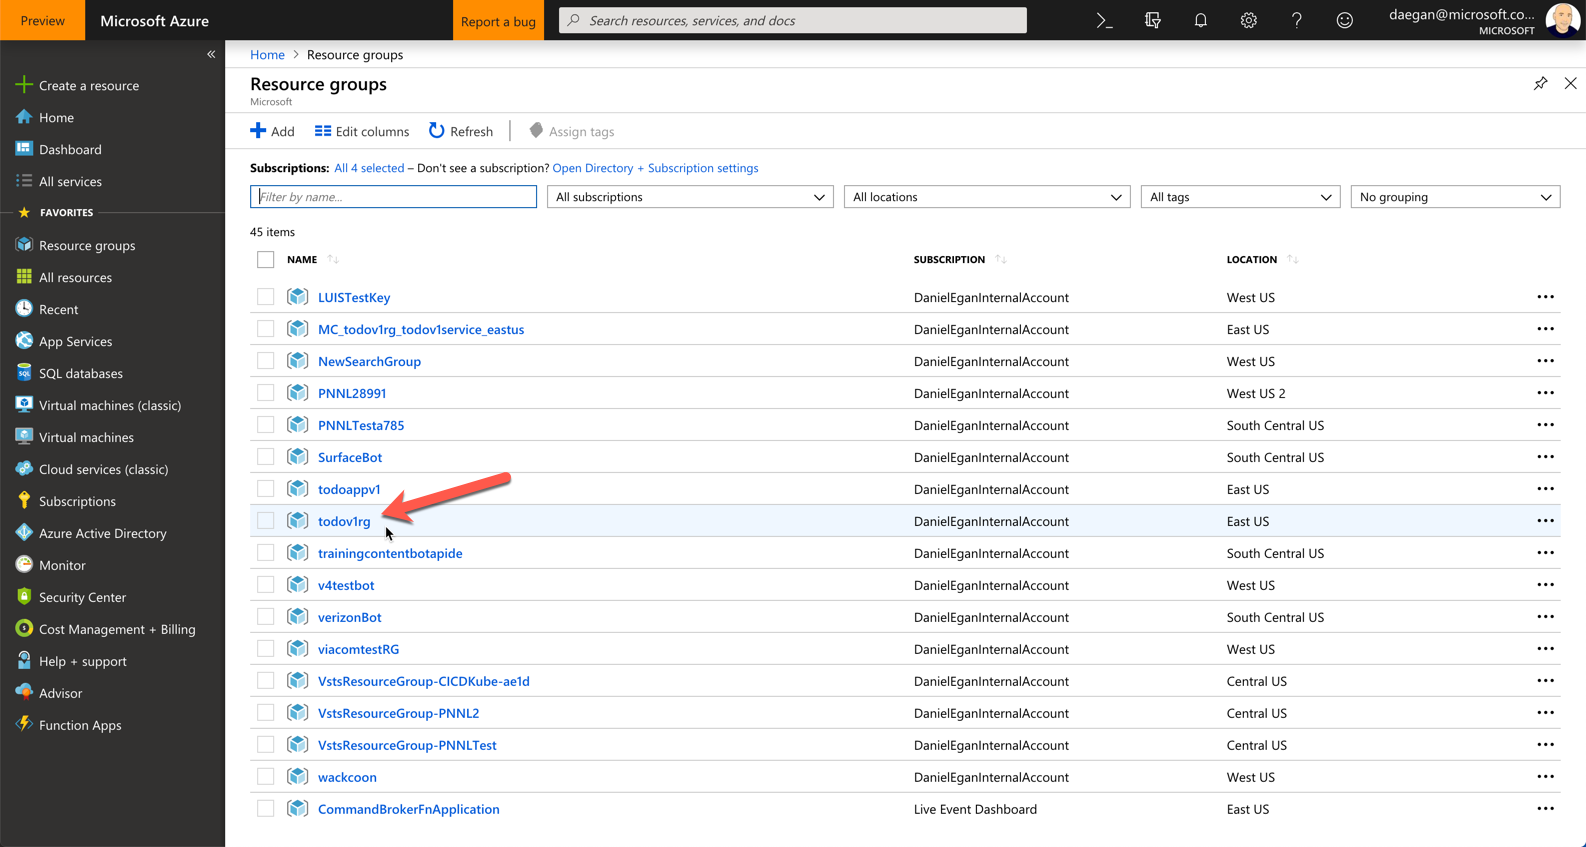 Preview
Microsoft Azure
Report a bug
Search resources, services, and docs
daegan@microsoft.co...
MICROSOFT
Create a resource
Home
Dashboard
All services
FAVORITES
Resource groups
All resources
Recent
App Services
SQL databases
Virtual machines (classic)
Virtual machines
Cloud services (classic)
Subscriptions
Azure Active Directory
Monitor
Security Center
Cost Management + Billing
Help + support
Advisor
Function Apps
Home > Resource groups
Resource groups
Microsoft
Add Edit columns Refresh Assign tags
Subscriptions: All 4 selected – Don't see a subscription? Open Directory + Subscription settings
Filter by name... All subscriptions All locations All tags No grouping
45 items
NAME SUBSCRIPTION LOCATION
LUISTestKey DanielEganInternalAccount West US
MC_todov1rg_todov1service_eastus DanielEganInternalAccount East US
NewSearchGroup DanielEganInternalAccount West US
PNNL28991 DanielEganInternalAccount West US 2
PNNLTesta785 DanielEganInternalAccount South Central US
SurfaceBot DanielEganInternalAccount South Central US
todoappv1 DanielEganInternalAccount East US
todov1rg DanielEganInternalAccount East US
trainingcontentbotapide DanielEganInternalAccount South Central US
v4testbot DanielEganInternalAccount West US
verizonBot DanielEganInternalAccount South Central US
viacomtestRG DanielEganInternalAccount West US
VstsResourceGroup-CICDKube-ae1d DanielEganInternalAccount Central US
VstsResourceGroup-PNNL2 DanielEganInternalAccount Central US
VstsResourceGroup-PNNLTest DanielEganInternalAccount Central US
wackcoon DanielEganInternalAccount West US
CommandBrokerFnApplication Live Event Dashboard East US